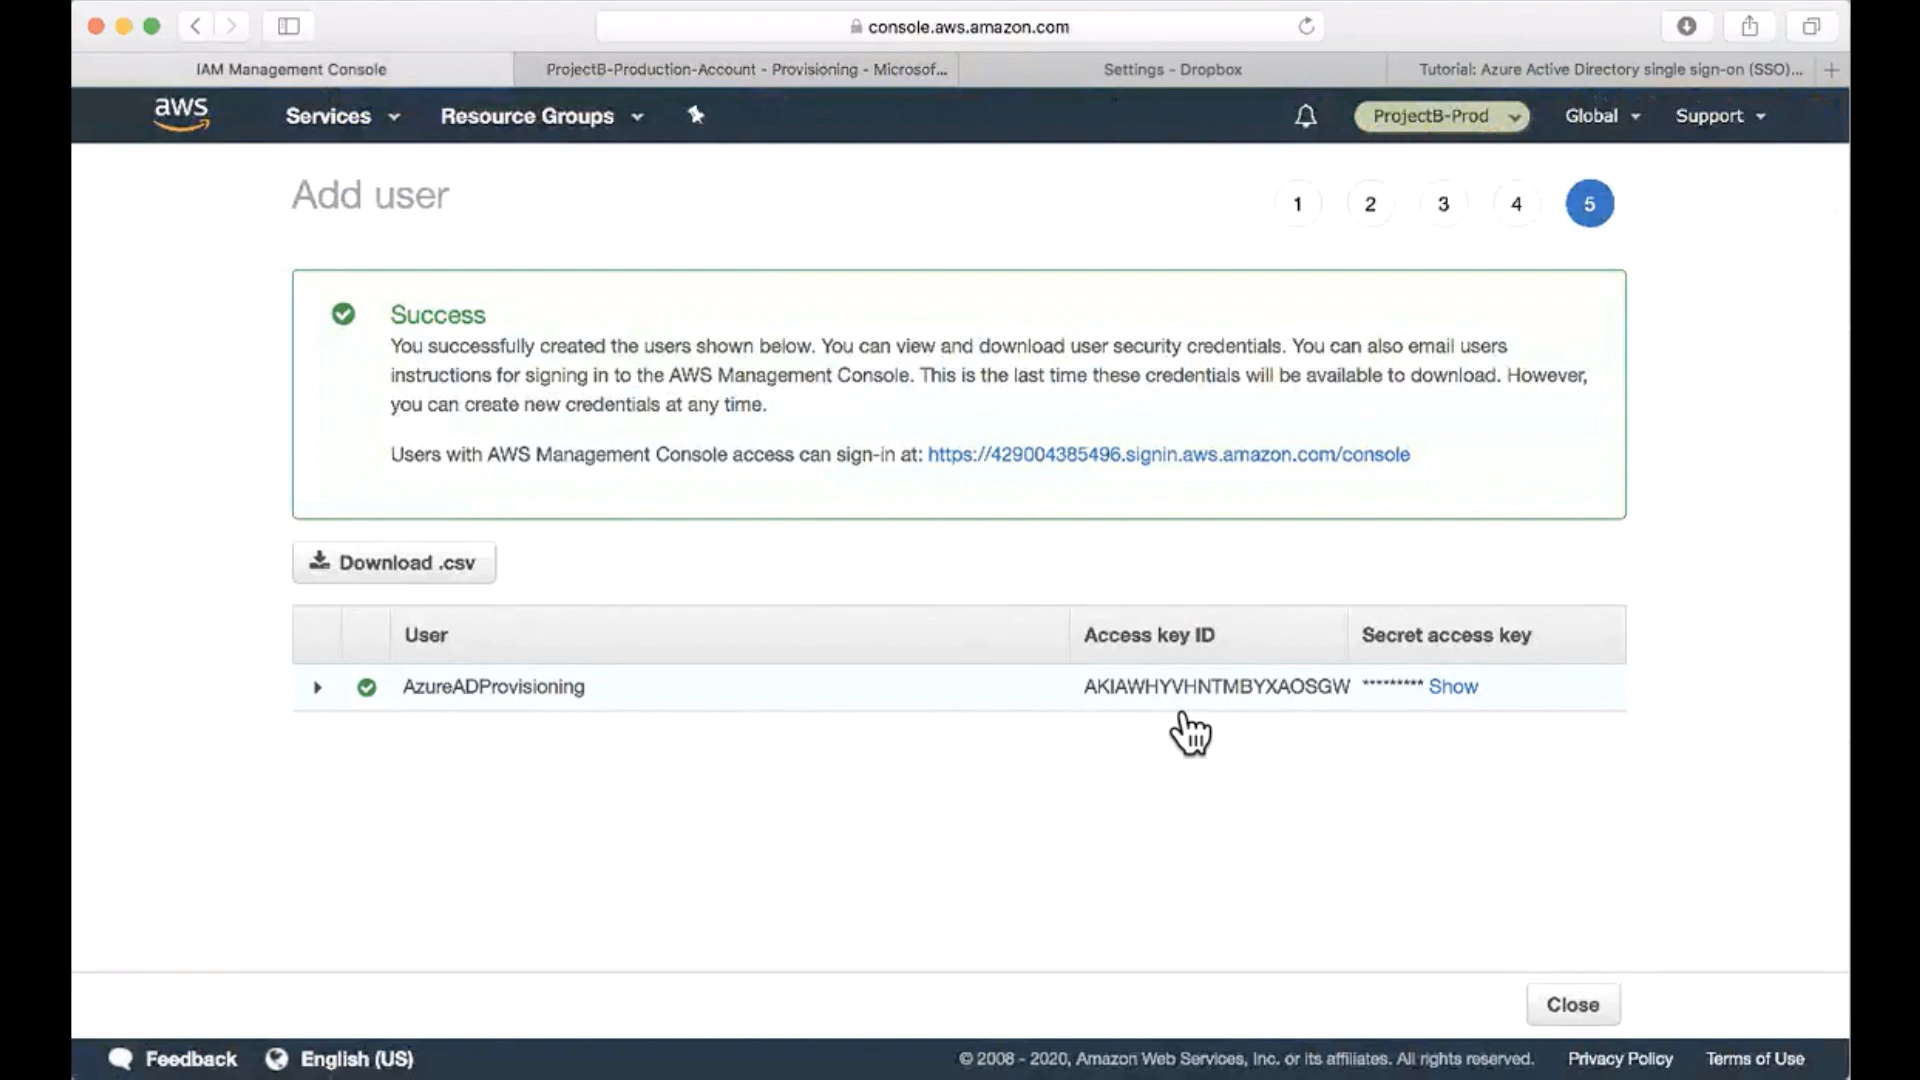 console.aws.amazon.com
IAM Management Console
ProjectB-Production-Account - Provisioning - Microsof...
Settings - Dropbox
Tutorial: Azure Active Directory single sign-on (SSO)...
aws
Services
Resource Groups
ProjectB-Prod
Global
Support
Add user
1
2
3
4
5
Success
You successfully created the users shown below. You can view and download user security credentials. You can also email users
instructions for signing in to the AWS Management Console. This is the last time these credentials will be available to download. However,
you can create new credentials at any time.
Users with AWS Management Console access can sign-in at: https://429004385496.signin.aws.amazon.com/console
Download .csv
User
Access key ID
Secret access key
AzureADProvisioning
AKIAWHYVHNTMBYXAOSGW
********* Show
Close
Feedback
English (US)
© 2008 - 2020, Amazon Web Services, Inc. or its affiliates. All rights reserved.
Privacy Policy
Terms of Use